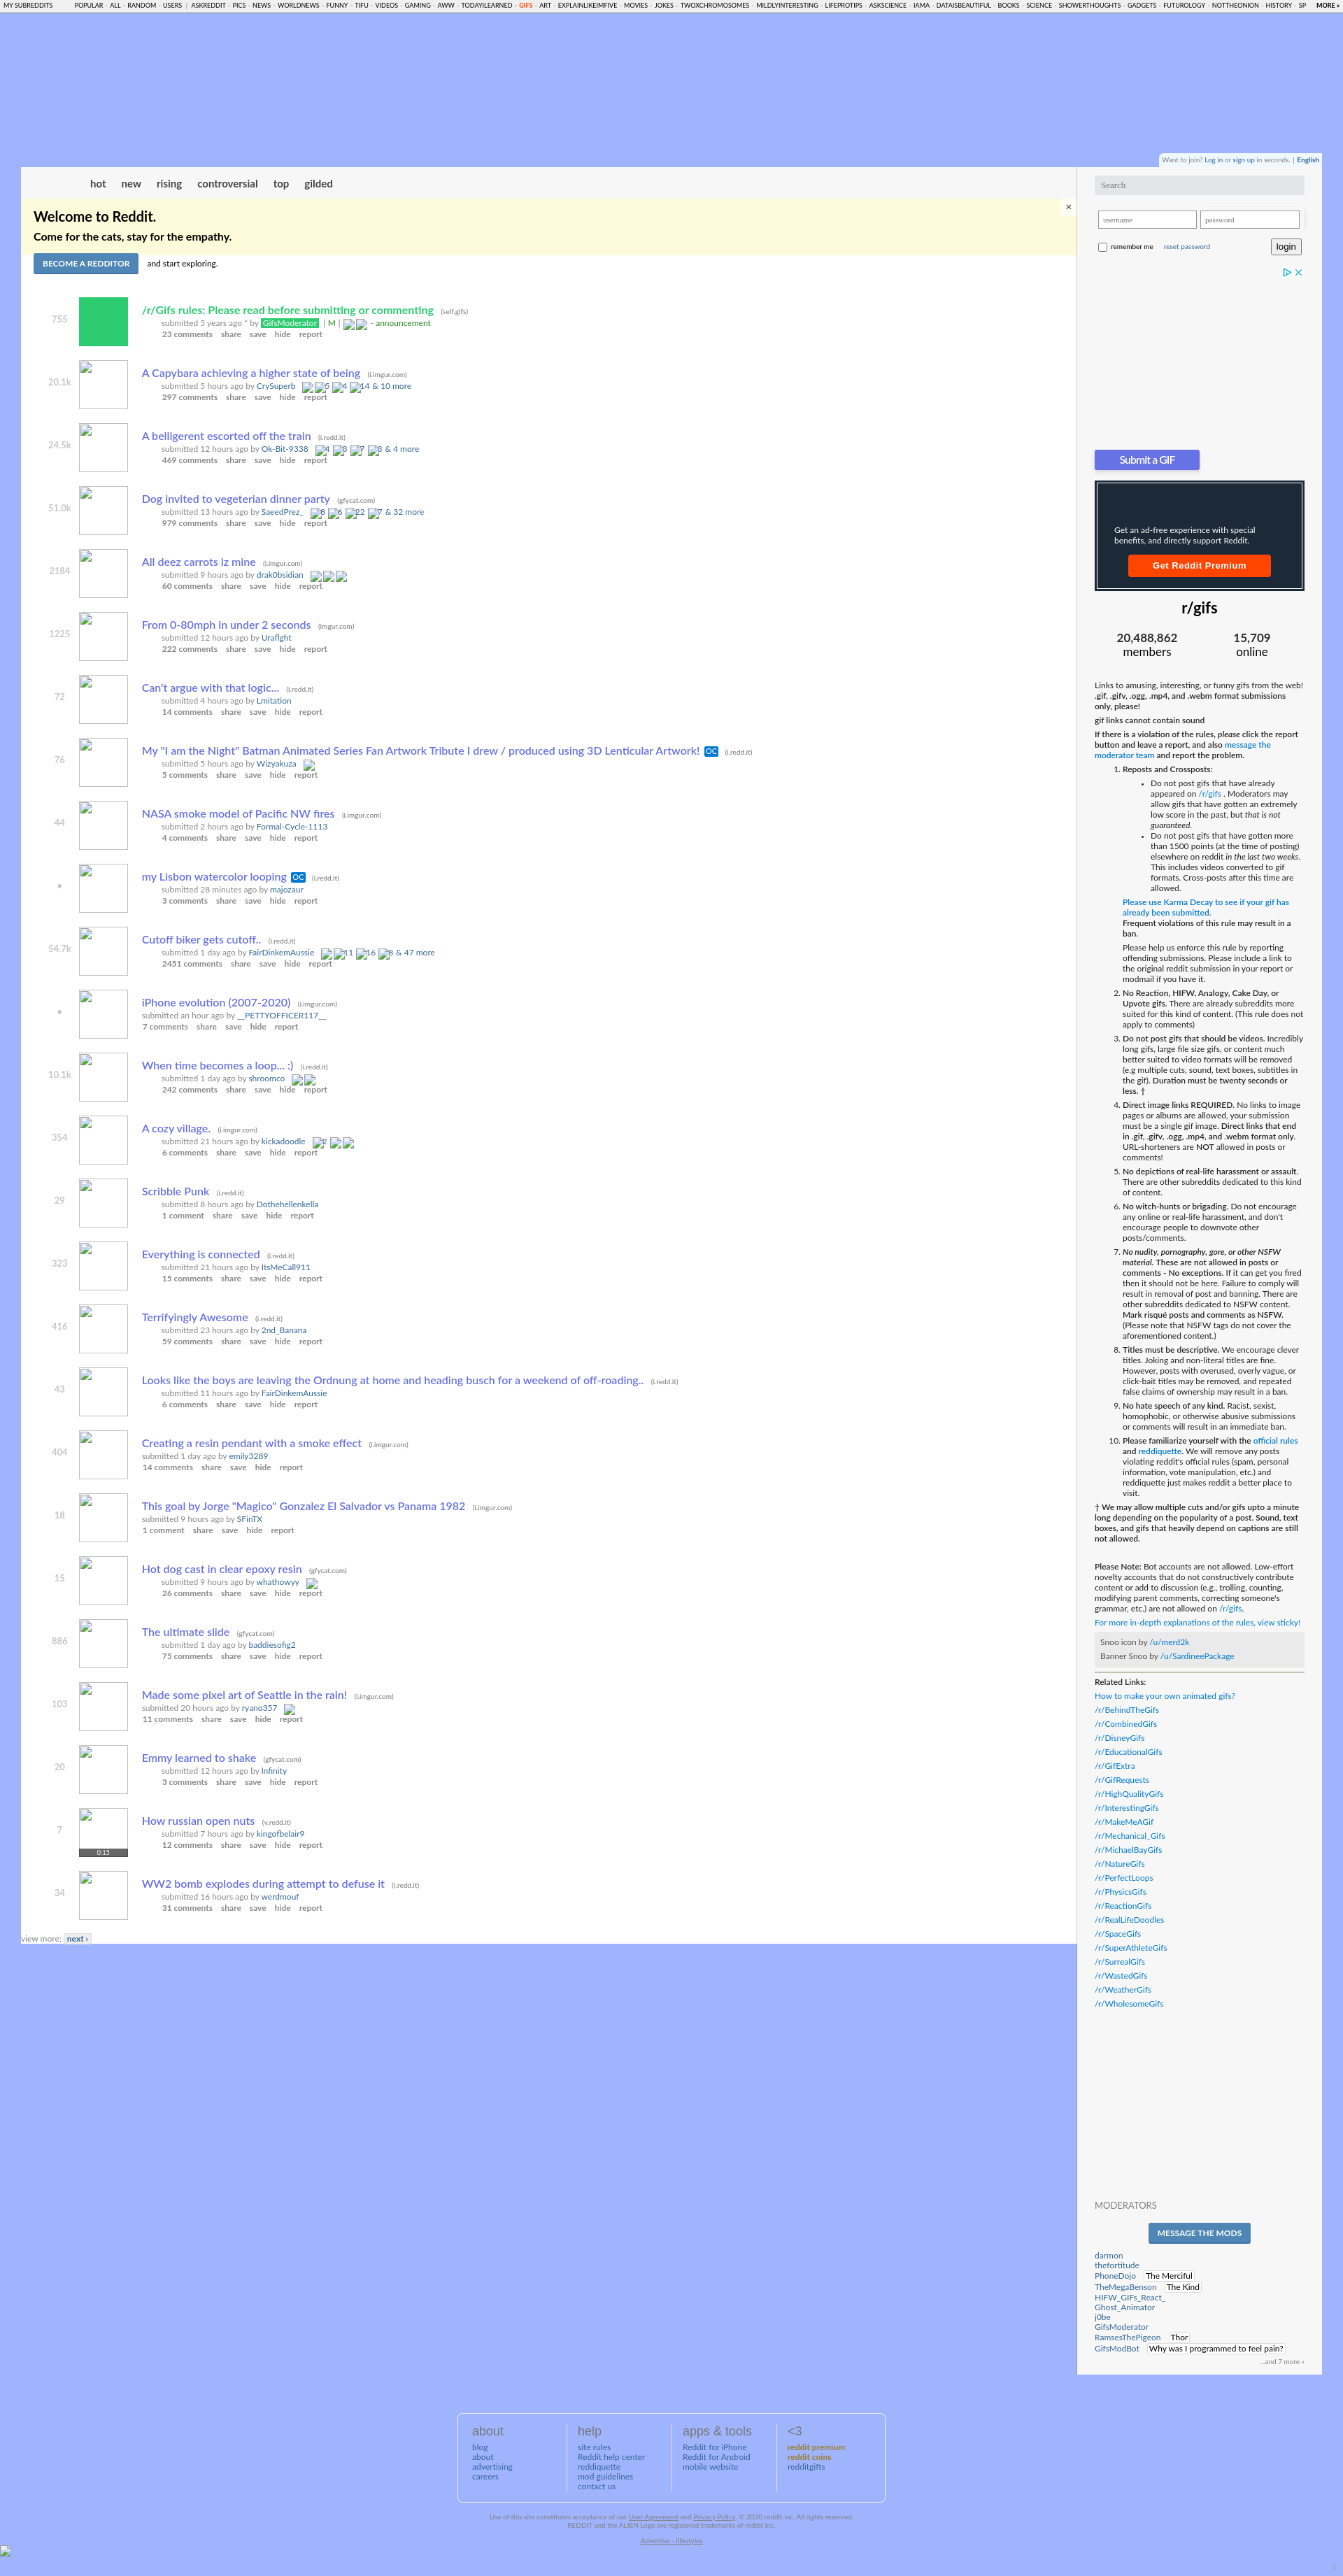 MY SUBREDDITS POPULAR - ALL - RANDOM - USERS | ASKREDDIT - PICS - NEWS - WORLDNEWS - FUNNY - TIFU - VIDEOS - GAMING - AWW - TODAYILEARNED - GIFS - ART - EXPLAINLIKEIMFIVE - MOVIES - JOKES - TWOXCHROMOSOMES - MILDLYINTERESTING - LIFEPROTIPS - ASKSCIENCE - IAMA - DATAISBEAUTIFUL - BOOKS - SCIENCE - SHOWERTHOUGHTS - GADGETS - FUTUROLOGY - NOTTHEONION - HISTORY - SP MORE »
Want to join? Log in or sign up in seconds. | English
hot new rising controversial top gilded
Welcome to Reddit.
Come for the cats, stay for the empathy.
BECOME A REDDITOR and start exploring.
×
755
/r/Gifs rules: Please read before submitting or commenting (self.gifs)
submitted 5 years ago * by GifsModerator [ M ] - announcement
23 comments share save hide report
20.1k
A Capybara achieving a higher state of being (i.imgur.com)
submitted 5 hours ago by CrySuperb 5 4 14 & 10 more
297 comments share save hide report
24.5k
A belligerent escorted off the train (i.redd.it)
submitted 12 hours ago by Ok-Bit-9338 4 3 7 3 & 4 more
469 comments share save hide report
51.0k
Dog invited to vegeterian dinner party (gfycat.com)
submitted 13 hours ago by SaeedPrez_ 8 6 22 7 & 32 more
979 comments share save hide report
2184
All deez carrots iz mine (i.imgur.com)
submitted 9 hours ago by drak0bsidian
60 comments share save hide report
1225
From 0-80mph in under 2 seconds (imgur.com)
submitted 12 hours ago by Uraflght
222 comments share save hide report
72
Can't argue with that logic... (i.redd.it)
submitted 4 hours ago by Lmitation
14 comments share save hide report
76
My "I am the Night" Batman Animated Series Fan Artwork Tribute I drew / produced using 3D Lenticular Artwork! OC (i.redd.it)
submitted 5 hours ago by Wizyakuza
5 comments share save hide report
44
NASA smoke model of Pacific NW fires (i.imgur.com)
submitted 2 hours ago by Formal-Cycle-1113
4 comments share save hide report
•
my Lisbon watercolor looping OC (i.redd.it)
submitted 28 minutes ago by majozaur
3 comments share save hide report
54.7k
Cutoff biker gets cutoff.. (i.redd.it)
submitted 1 day ago by FairDinkemAussie 11 16 8 & 47 more
2451 comments share save hide report
•
iPhone evolution (2007-2020) (i.imgur.com)
submitted an hour ago by __PETTYOFFICER117__
7 comments share save hide report
10.1k
When time becomes a loop... :) (i.redd.it)
submitted 1 day ago by shroomco
242 comments share save hide report
354
A cozy village. (i.imgur.com)
submitted 21 hours ago by kickadoodle 2
6 comments share save hide report
29
Scribble Punk (i.redd.it)
submitted 8 hours ago by Dothehellenkella
1 comment share save hide report
323
Everything is connected (i.redd.it)
submitted 21 hours ago by ItsMeCall911
15 comments share save hide report
416
Terrifyingly Awesome (i.redd.it)
submitted 23 hours ago by 2nd_Banana
59 comments share save hide report
43
Looks like the boys are leaving the Ordnung at home and heading busch for a weekend of off-roading.. (i.redd.it)
submitted 11 hours ago by FairDinkemAussie
6 comments share save hide report
404
Creating a resin pendant with a smoke effect (i.imgur.com)
submitted 1 day ago by emily3289
14 comments share save hide report
18
This goal by Jorge "Magico" Gonzalez El Salvador vs Panama 1982 (i.imgur.com)
submitted 9 hours ago by SFinTX
1 comment share save hide report
15
Hot dog cast in clear epoxy resin (gfycat.com)
submitted 9 hours ago by whathowyy
26 comments share save hide report
886
The ultimate slide (gfycat.com)
submitted 1 day ago by baddiesofig2
75 comments share save hide report
103
Made some pixel art of Seattle in the rain! (i.imgur.com)
submitted 20 hours ago by ryano357
11 comments share save hide report
20
Emmy learned to shake (gfycat.com)
submitted 12 hours ago by lnfinity
3 comments share save hide report
7
0:15
How russian open nuts (v.redd.it)
submitted 7 hours ago by kingofbelair9
12 comments share save hide report
34
WW2 bomb explodes during attempt to defuse it (i.redd.it)
submitted 16 hours ago by werdmouf
31 comments share save hide report
view more: next ›
Search
username password
remember me reset password login
Submit a GIF
Get an ad-free experience with special
benefits, and directly support Reddit.
Get Reddit Premium
r/gifs
20,488,862 15,709
members online
Links to amusing, interesting, or funny gifs from the web!
.gif, .gifv, .ogg, .mp4, and .webm format submissions
only, please!
gif links cannot contain sound
If there is a violation of the rules, please click the report
button and leave a report, and also message the
moderator team and report the problem.
1. Reposts and Crossposts:
• Do not post gifs that have already
appeared on /r/gifs . Moderators may
allow gifs that have gotten an extremely
low score in the past, but that is not
guaranteed.
• Do not post gifs that have gotten more
than 1500 points (at the time of posting)
elsewhere on reddit in the last two weeks.
This includes videos converted to gif
formats. Cross-posts after this time are
allowed.
Please use Karma Decay to see if your gif has
already been submitted.
Frequent violations of this rule may result in a
ban.
Please help us enforce this rule by reporting
offending submissions. Please include a link to
the original reddit submission in your report or
modmail if you have it.
2. No Reaction, HIFW, Analogy, Cake Day, or
Upvote gifs. There are already subreddits more
suited for this kind of content. (This rule does not
apply to comments)
3. Do not post gifs that should be videos. Incredibly
long gifs, large file size gifs, or content much
better suited to video formats will be removed
(e.g multiple cuts, sound, text boxes, subtitles in
the gif). Duration must be twenty seconds or
less. †
4. Direct image links REQUIRED. No links to image
pages or albums are allowed, your submission
must be a single gif image. Direct links that end
in .gif, .gifv, .ogg, .mp4, and .webm format only.
URL-shorteners are NOT allowed in posts or
comments!
5. No depictions of real-life harassment or assault.
There are other subreddits dedicated to this kind
of content.
6. No witch-hunts or brigading. Do not encourage
any online or real-life harassment, and don't
encourage people to downvote other
posts/comments.
7. No nudity, pornography, gore, or other NSFW
material. These are not allowed in posts or
comments - No exceptions. If it can get you fired
then it should not be here. Failure to comply will
result in removal of post and banning. There are
other subreddits dedicated to NSFW content.
Mark risqué posts and comments as NSFW.
(Please note that NSFW tags do not cover the
aforementioned content.)
8. Titles must be descriptive. We encourage clever
titles. Joking and non-literal titles are fine.
However, posts with overused, overly vague, or
click-bait titles may be removed, and repeated
false claims of ownership may result in a ban.
9. No hate speech of any kind. Racist, sexist,
homophobic, or otherwise abusive submissions
or comments will result in an immediate ban.
10. Please familiarize yourself with the official rules
and reddiquette. We will remove any posts
violating reddit's official rules (spam, personal
information, vote manipulation, etc.) and
reddiquette just makes reddit a better place to
visit.
† We may allow multiple cuts and/or gifs upto a minute
long depending on the popularity of a post. Sound, text
boxes, and gifs that heavily depend on captions are still
not allowed.
Please Note: Bot accounts are not allowed. Low-effort
novelty accounts that do not constructively contribute
content or add to discussion (e.g., trolling, counting,
modifying parent comments, correcting someone's
grammar, etc.) are not allowed on /r/gifs.
For more in-depth explanations of the rules, view sticky!
Snoo icon by /u/merd2k
Banner Snoo by /u/SardineePackage
Related Links:
How to make your own animated gifs?
/r/BehindTheGifs
/r/CombinedGifs
/r/DisneyGifs
/r/EducationalGifs
/r/GifExtra
/r/GifRequests
/r/HighQualityGifs
/r/InterestingGifs
/r/MakeMeAGif
/r/Mechanical_Gifs
/r/MichaelBayGifs
/r/NatureGifs
/r/PerfectLoops
/r/PhysicsGifs
/r/ReactionGifs
/r/RealLifeDoodles
/r/SpaceGifs
/r/SuperAthleteGifs
/r/SurrealGifs
/r/WastedGifs
/r/WeatherGifs
/r/WholesomeGifs
MODERATORS
MESSAGE THE MODS
darmon
thefortitude
PhoneDojo The Merciful
TheMegaBenson The Kind
HIFW_GIFs_React_
Ghost_Animator
j0be
GifsModerator
RamsesThePigeon Thor
GifsModBot Why was I programmed to feel pain?
...and 7 more »
about help apps & tools <3
blog site rules Reddit for iPhone reddit premium
about Reddit help center Reddit for Android reddit coins
advertising reddiquette mobile website redditgifts
careers mod guidelines
contact us
Use of this site constitutes acceptance of our User Agreement and Privacy Policy. © 2020 reddit inc. All rights reserved.
REDDIT and the ALIEN Logo are registered trademarks of reddit inc.
Advertise - lifestyles